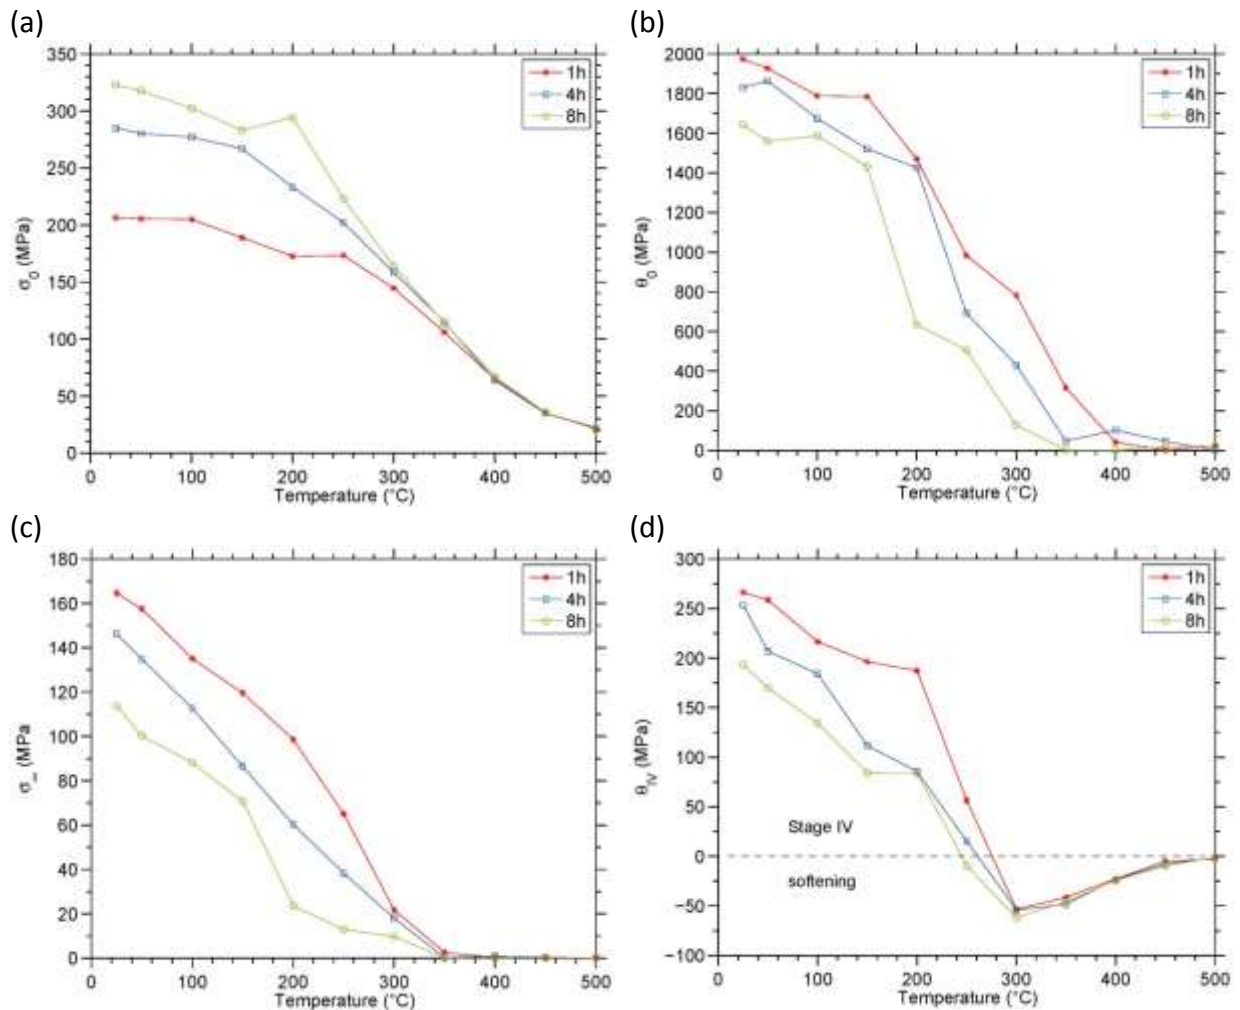 (a)
350
300
250
200
150
100
50
0
σ0 (MPa)
0 100 200 300 400 500
Temperature (°C)
1h
4h
8h
(b)
2000
1800
1600
1400
1200
1000
800
600
400
200
0
θ0 (MPa)
0 100 200 300 400 500
Temperature (°C)
1h
4h
8h
(c)
180
160
140
120
100
80
60
40
20
0
σ∞ (MPa)
0 100 200 300 400 500
Temperature (°C)
1h
4h
8h
(d)
300
250
200
150
100
50
0
−50
−100
θIV (MPa)
Stage IV
softening
0 100 200 300 400 500
Temperature (°C)
1h
4h
8h